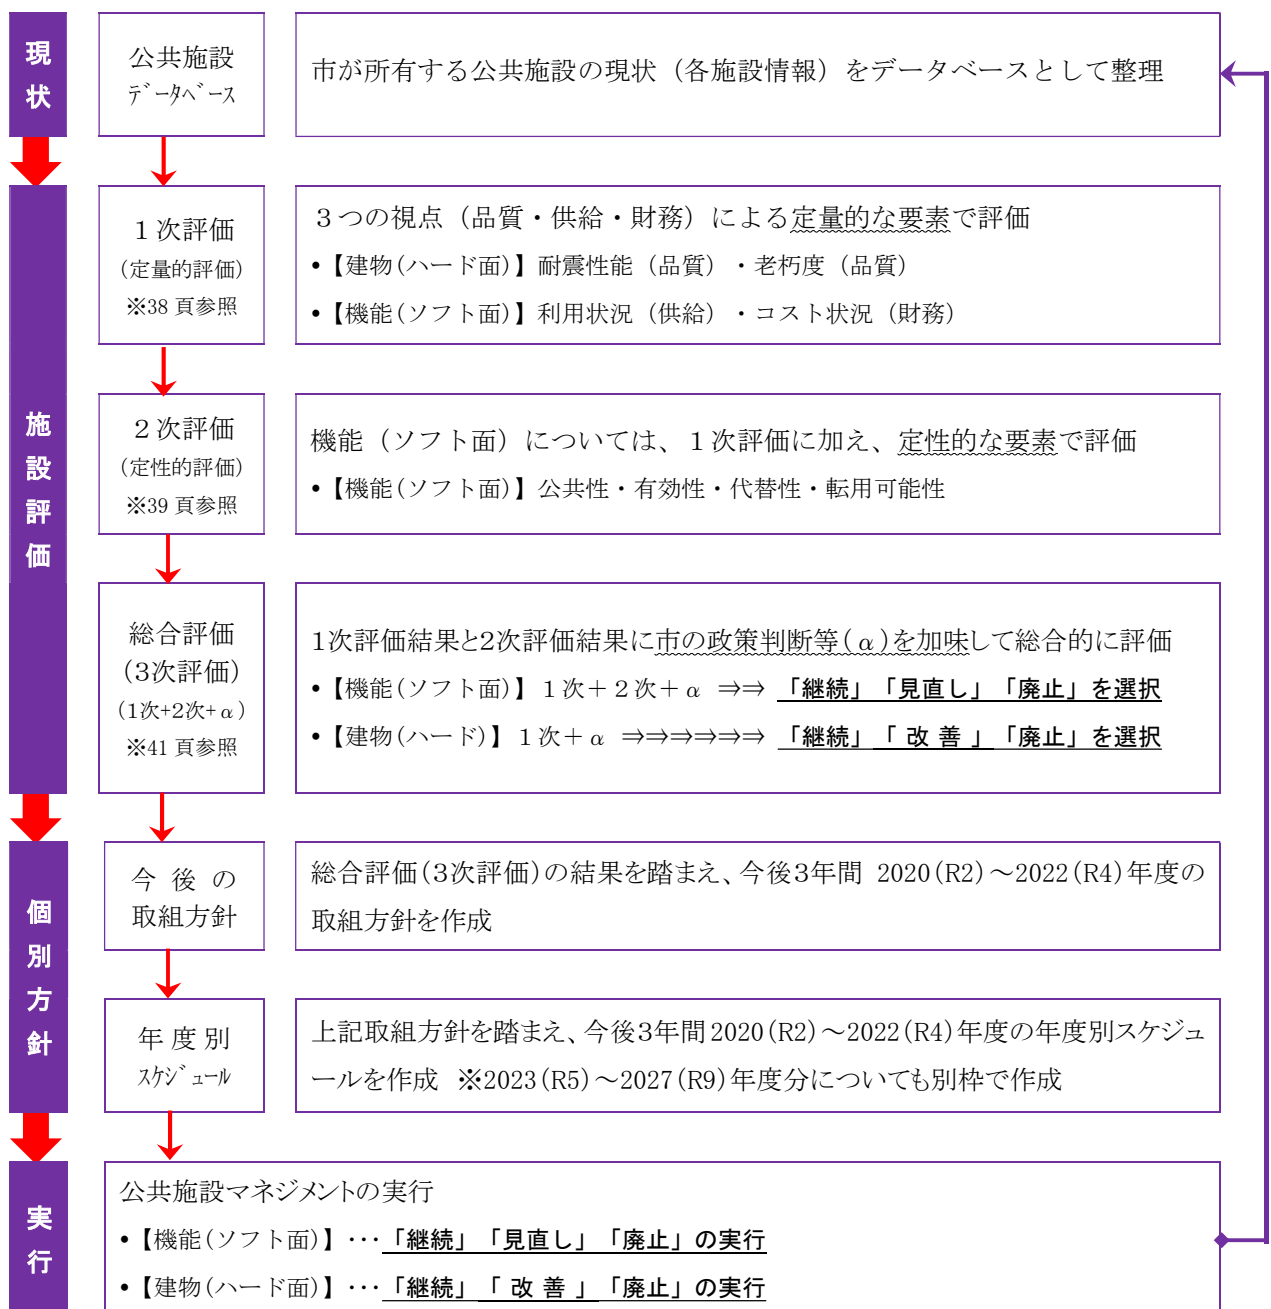 現状
公共施設
データベース
市が所有する公共施設の現状（各施設情報）をデータベースとして整理
施設評価
１次評価
（定量的評価）
※38 頁参照
３つの視点（品質・供給・財務）による定量的な要素で評価
•【建物(ハード面)】耐震性能（品質）・老朽度（品質）
•【機能(ソフト面)】利用状況（供給）・コスト状況（財務）
２次評価
（定性的評価）
※39 頁参照
機能（ソフト面）については、１次評価に加え、定性的な要素で評価
•【機能(ソフト面)】公共性・有効性・代替性・転用可能性
総合評価
（3次評価）
（1次+2次+α）
※41 頁参照
1次評価結果と2次評価結果に市の政策判断等(α)を加味して総合的に評価
•【機能(ソフト面)】１次＋２次＋α ⇒⇒ 「継続」「見直し」「廃止」を選択
•【建物(ハード)】１次＋α ⇒⇒⇒⇒⇒⇒ 「継続」「 改 善 」「廃止」を選択
個別方針
今 後 の
取組方針
総合評価(3次評価)の結果を踏まえ、今後3年間 2020(R2)～2022(R4)年度の
取組方針を作成
年 度 別
スケジュール
上記取組方針を踏まえ、今後3年間2020(R2)～2022(R4)年度の年度別スケジュ
ールを作成 ※2023(R5)～2027(R9)年度分についても別枠で作成
実行
公共施設マネジメントの実行
•【機能(ソフト面)】･･･「継続」「見直し」「廃止」の実行
•【建物(ハード面)】･･･「継続」「 改 善 」「廃止」の実行